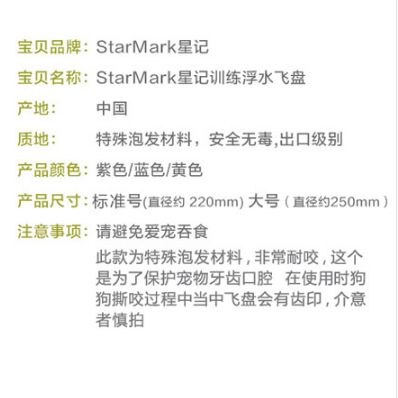 宝贝品牌：StarMark星记
宝贝名称：StarMark星记训练浮水飞盘
产地： 中国
质地： 特殊泡发材料，安全无毒,出口级别
产品颜色：紫色/蓝色/黄色
产品尺寸：标准号(直径约 220mm) 大号（直径约250mm）
注意事项：请避免爱宠吞食
此款为特殊泡发材料 , 非常耐咬 , 这个
是为了保护宠物牙齿口腔 在使用时狗
狗撕咬过程中当中飞盘会有齿印 , 介意
者慎拍